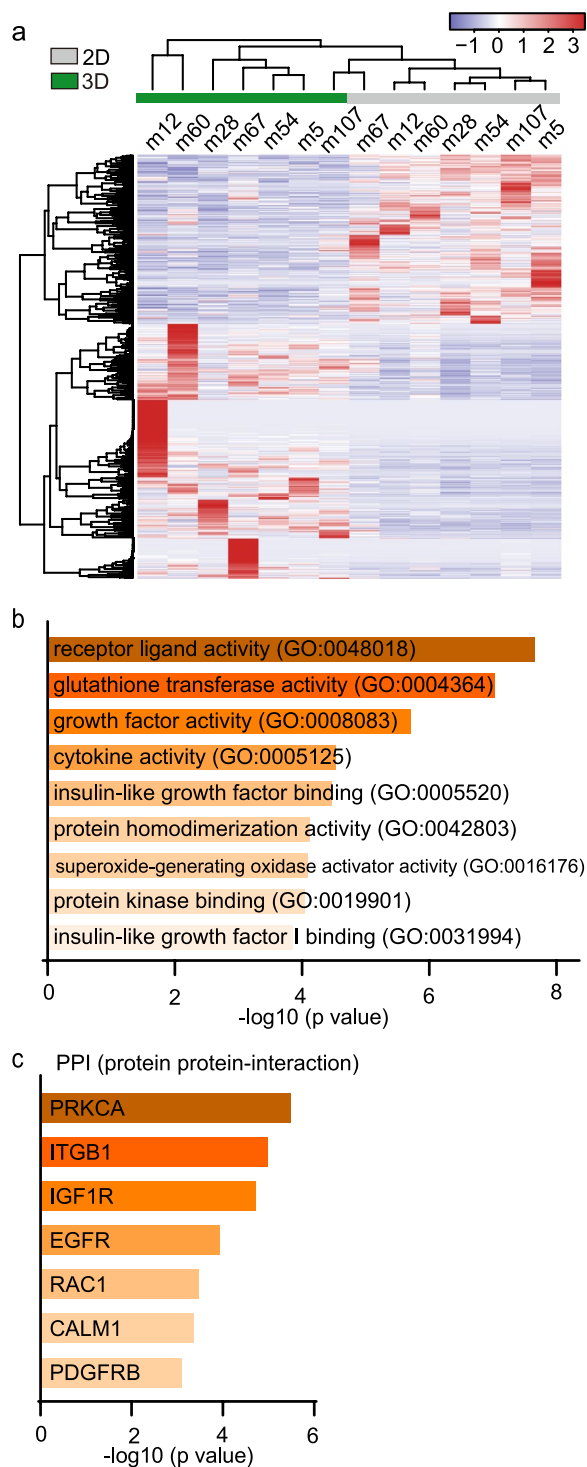 a
2D
3D
−1 0 1 2 3
m12 m60 m28 m67 m54 m5 m107 m67 m12 m60 m28 m54 m107 m5
b
receptor ligand activity (GO:0048018)
glutathione transferase activity (GO:0004364)
growth factor activity (GO:0008083)
cytokine activity (GO:0005125)
insulin-like growth factor binding (GO:0005520)
protein homodimerization activity (GO:0042803)
superoxide-generating oxidase activator activity (GO:0016176)
protein kinase binding (GO:0019901)
insulin-like growth factor I binding (GO:0031994)
0 2 4 6 8
-log10 (p value)
c PPI (protein protein-interaction)
PRKCA
ITGB1
IGF1R
EGFR
RAC1
CALM1
PDGFRB
0 2 4 6
-log10 (p value)